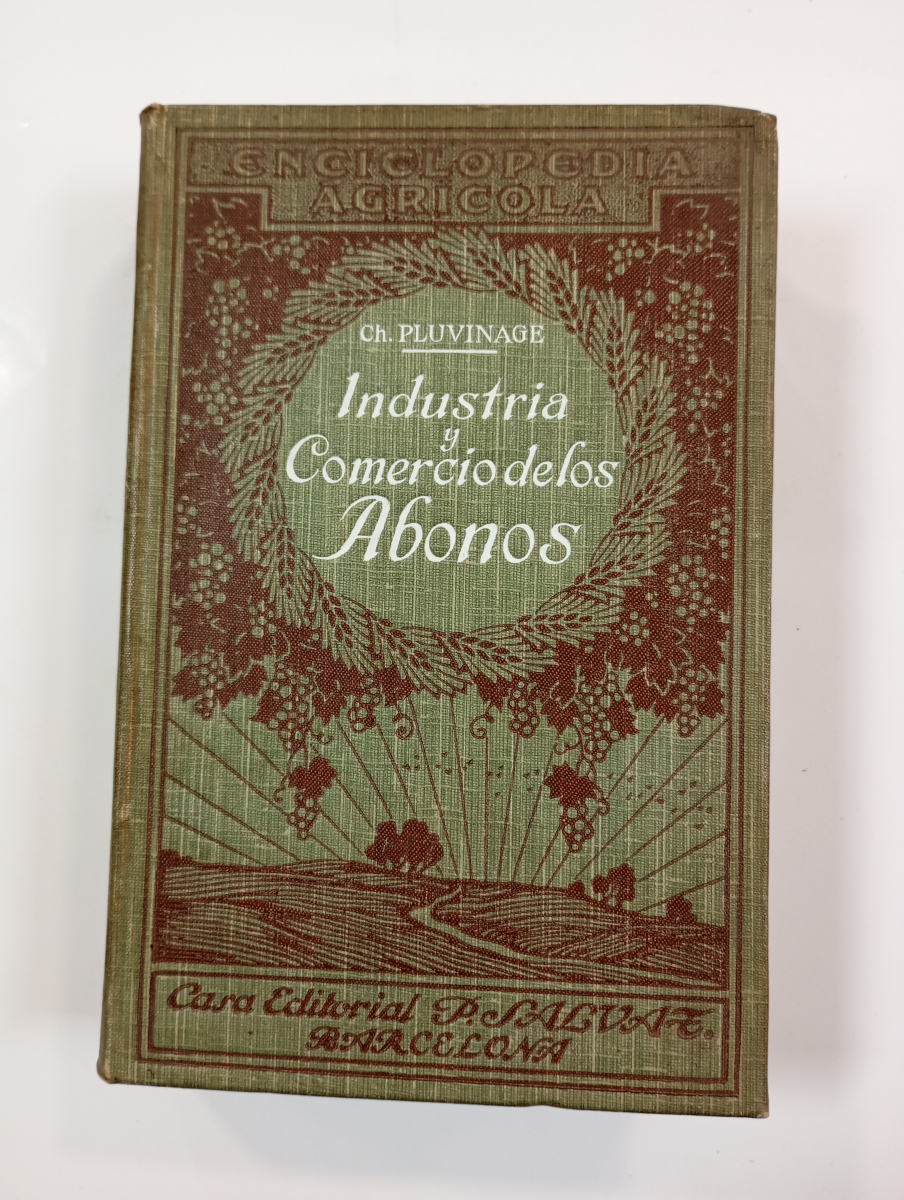 ENCICLOPEDIA
AGRICOLA
Ch. PLUVINAGE
Industria
y
Comercio de los
Abonos
Casa Editorial P. SALVAT.
BARCELONA